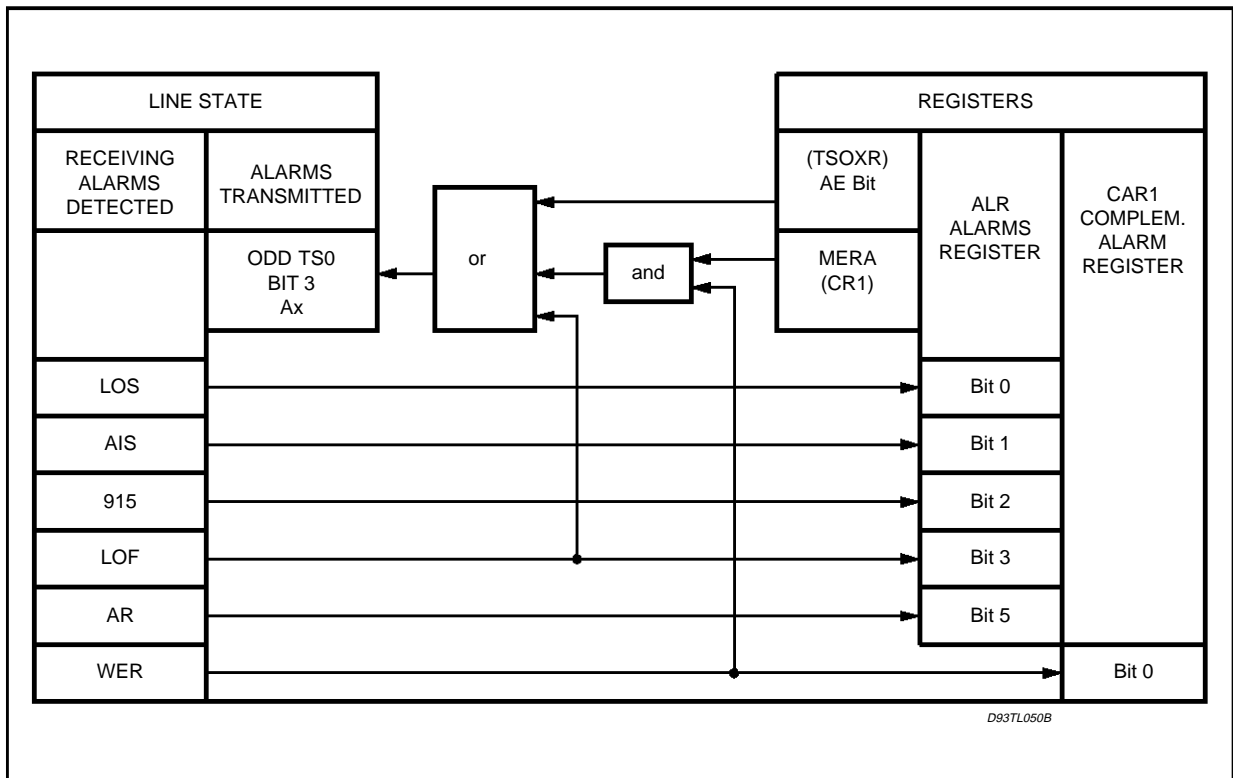 LINE STATE
REGISTERS
RECEIVING
ALARMS
DETECTED
ALARMS
TRANSMITTED
(TSOXR)
AE Bit
ALR
ALARMS
REGISTER
CAR1
COMPLEM.
ALARM
REGISTER
ODD TS0
BIT 3
Ax
or
and
MERA
(CR1)
LOS
Bit 0
AIS
Bit 1
915
Bit 2
LOF
Bit 3
AR
Bit 5
WER
Bit 0
D93TL050B